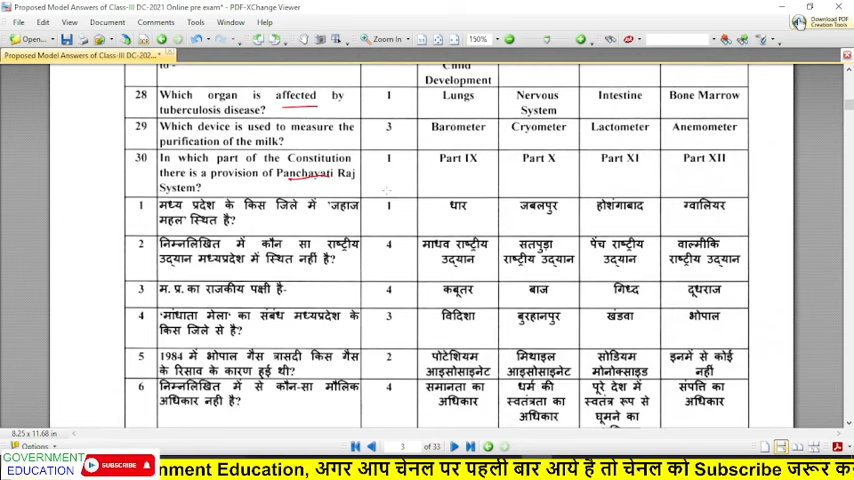 Proposed Model Answers of Class-III DC-2021 Online pre exam* - PDF-XChange Viewer
File Edit View Document Comments Tools Window Help
Download PDF
Creation Tools
Open... Zoom In 150%
Proposed Model Answers of Class-III DC-202...
to -
Child
Development
28 Which organ is affected by tuberculosis disease? 1 Lungs Nervous System Intestine Bone Marrow
29 Which device is used to measure the purification of the milk? 3 Barometer Cryometer Lactometer Anemometer
30 In which part of the Constitution there is a provision of Panchayati Raj System? 1 Part IX Part X Part XI Part XII
1 मध्य प्रदेश के किस जिले में 'जहाज महल' स्थित है? 1 धार जबलपुर होशंगाबाद ग्वालियर
2 निम्नलिखित में कौन सा राष्ट्रीय उद्यान मध्यप्रदेश में स्थित नहीं है? 4 माधव राष्ट्रीय उद्यान सतपुड़ा राष्ट्रीय उद्यान पेंच राष्ट्रीय उद्यान वाल्मीकि राष्ट्रीय उद्यान
3 म. प्र. का राजकीय पक्षी है- 4 कबूतर बाज गिध्द दूधराज
4 'मांधाता मेला' का संबंध मध्यप्रदेश के किस जिले से है? 3 विदिशा बुरहानपुर खंडवा भोपाल
5 1984 में भोपाल गैस त्रासदी किस गैस के रिसाव के कारण हुई थी? 2 पोटेशियम आइसोसाइनेट मिथाइल आइसोसाइनेट सोडियम मोनोक्साइड इनमें से कोई नहीं
6 निम्नलिखित में से कौन-सा मौलिक अधिकार नही है? 4 समानता का अधिकार धर्म की स्वतंत्रता का अधिकार पूरे देश में स्वतंत्र रूप से घूमने का संपत्ति का अधिकार
8.25 x 11.68 in
Options 3 of 33
GOVERNMENT
EDUCATION
SUBSCRIBE
nment Education, अगर आप चेनल पर पहली बार आये है तो चेनल को Subscribe जरूर कर